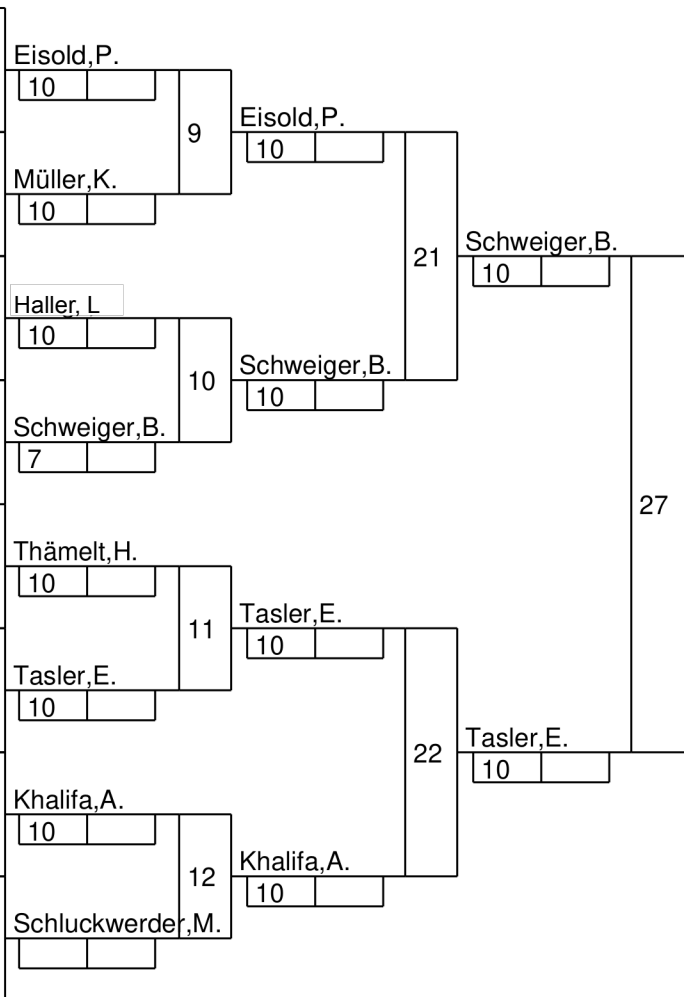 Eisold,P.
10
9
Eisold,P.
10
Müller,K.
10
21
Schweiger,B.
10
Haller, L
10
10
Schweiger,B.
10
Schweiger,B.
7
27
Thämelt,H.
10
11
Tasler,E.
10
Tasler,E.
10
22
Tasler,E.
10
Khalifa,A.
10
12
Khalifa,A.
10
Schluckwerder,M.